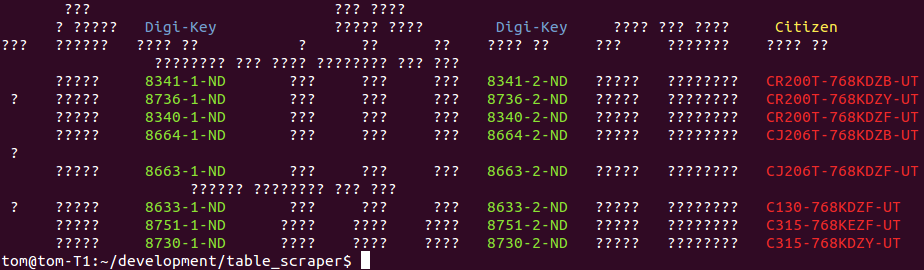 ??? ??? ????
? ????? Digi-Key ????? ???? Digi-Key ???? ??? ???? Citizen
??? ?????? ???? ?? ? ?? ?? ???? ?? ??? ??????? ???? ??
???????? ??? ???? ???????? ??? ???
????? 8341-1-ND ??? ??? ??? 8341-2-ND ????? ???????? CR200T-768KDZB-UT
? ????? 8736-1-ND ??? ??? ??? 8736-2-ND ????? ???????? CR200T-768KDZY-UT
????? 8340-1-ND ??? ??? ??? 8340-2-ND ????? ???????? CR200T-768KDZF-UT
????? 8664-1-ND ??? ??? ??? 8664-2-ND ????? ???????? CJ206T-768KDZB-UT
?
????? 8663-1-ND ??? ??? ??? 8663-2-ND ????? ???????? CJ206T-768KDZF-UT
?????? ???????? ??? ???
? ????? 8633-1-ND ??? ??? ??? 8633-2-ND ????? ???????? C130-768KDZF-UT
????? 8751-1-ND ???? ???? ???? 8751-2-ND ????? ???????? C315-768KEZF-UT
????? 8730-1-ND ???? ???? ???? 8730-2-ND ????? ???????? C315-768KDZY-UT
tom@tom-T1:~/development/table_scraper$